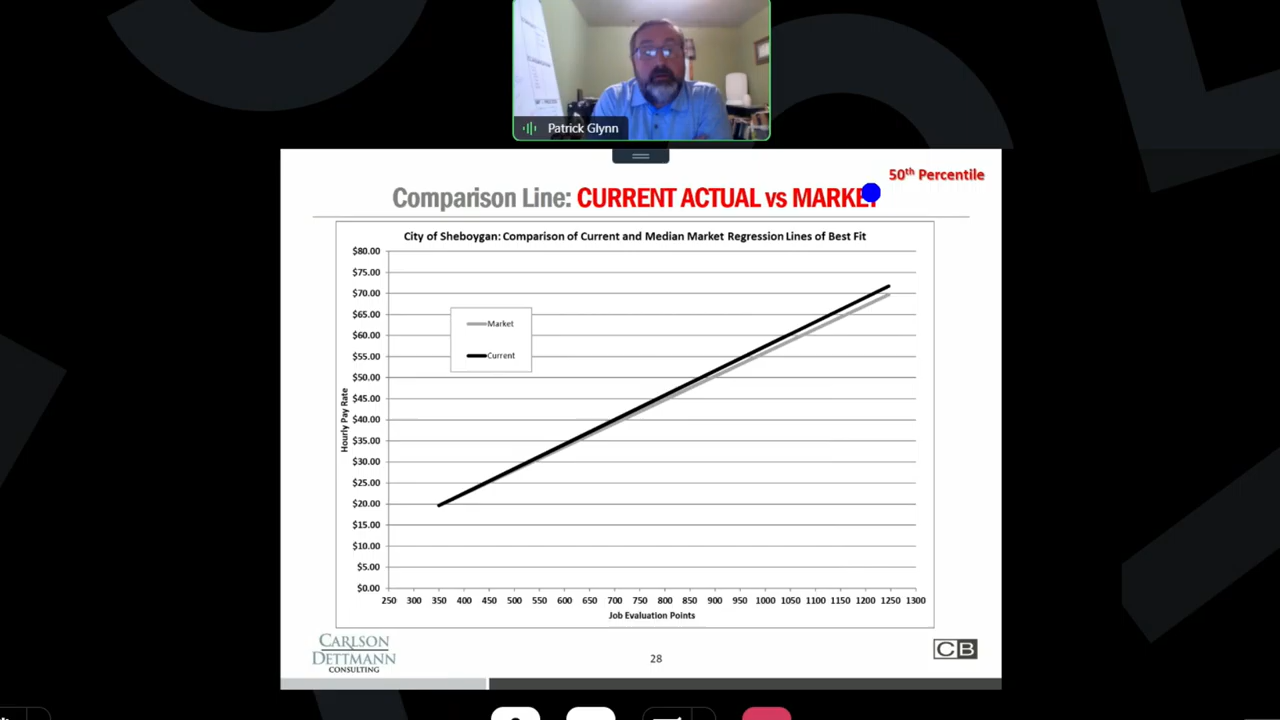 Patrick Glynn
50th Percentile
Comparison Line: CURRENT ACTUAL vs MARKET
City of Sheboygan: Comparison of Current and Median Market Regression Lines of Best Fit
$80.00
$75.00
$70.00
$65.00
$60.00
$55.00
$50.00
$45.00
$40.00
$35.00
$30.00
$25.00
$20.00
$15.00
$10.00
$5.00
$0.00
Hourly Pay Rate
Market
Current
250 300 350 400 450 500 550 600 650 700 750 800 850 900 950 1000 1050 1100 1150 1200 1250 1300
Job Evaluation Points
CARLSON
DETTMANN
CONSULTING
28
CB